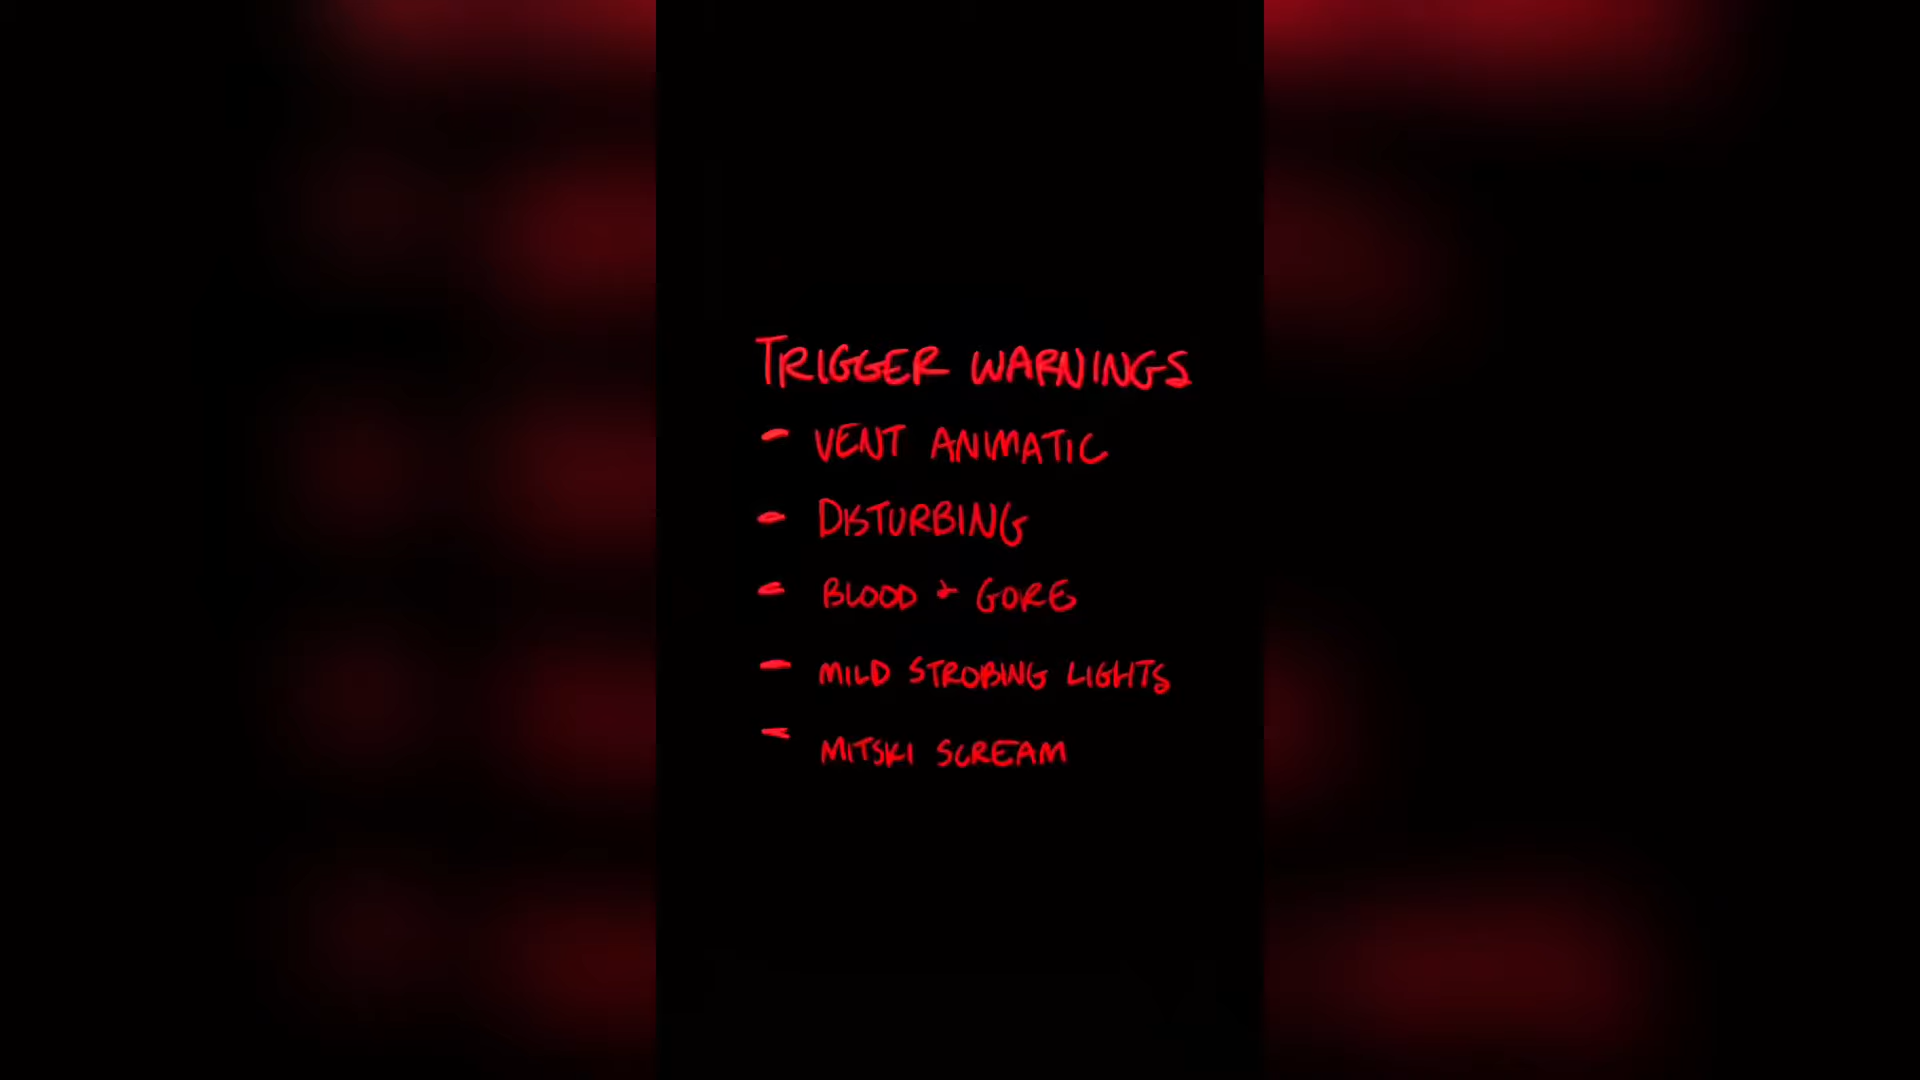 TRIGGER WARNINGS
- VENT ANIMATIC
- DISTURBING
- BLOOD + GORE
- MILD STROBING LIGHTS
- MITSKI SCREAM